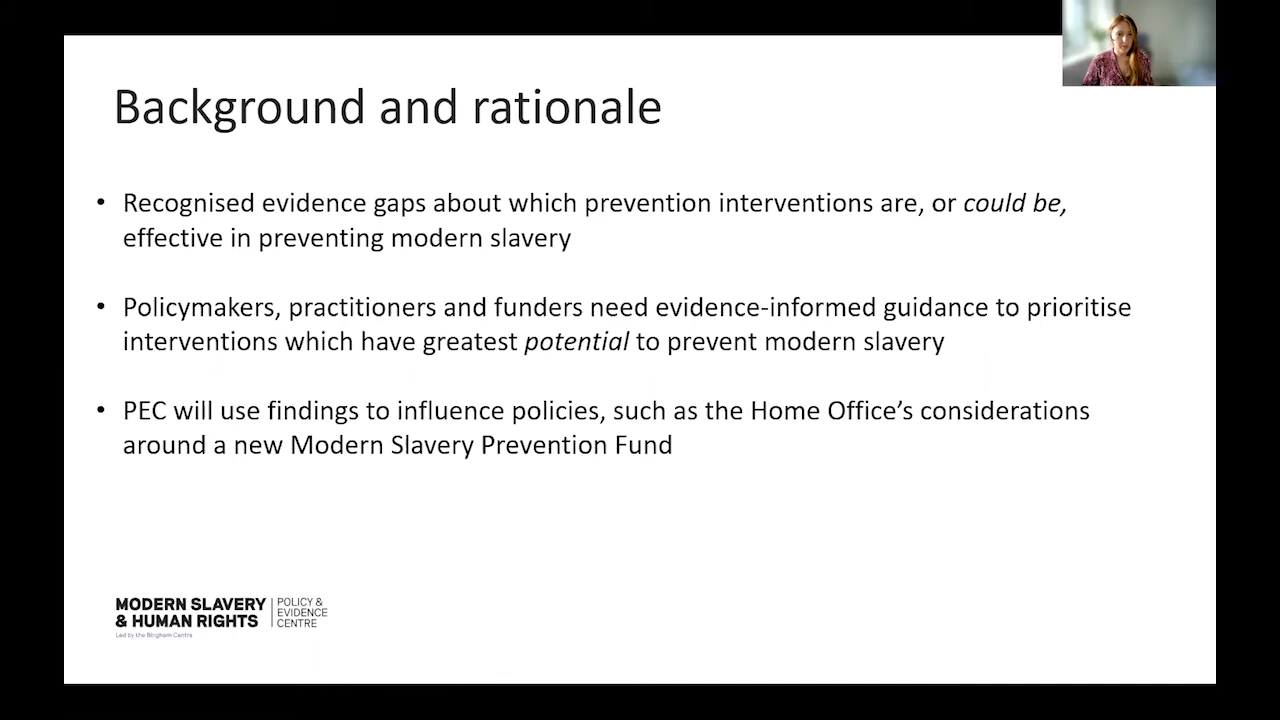 Background and rationale
• Recognised evidence gaps about which prevention interventions are, or could be,
effective in preventing modern slavery
• Policymakers, practitioners and funders need evidence-informed guidance to prioritise
interventions which have greatest potential to prevent modern slavery
• PEC will use findings to influence policies, such as the Home Office’s considerations
around a new Modern Slavery Prevention Fund
MODERN SLAVERY
& HUMAN RIGHTS
Led by the Bingham Centre
POLICY &
EVIDENCE
CENTRE